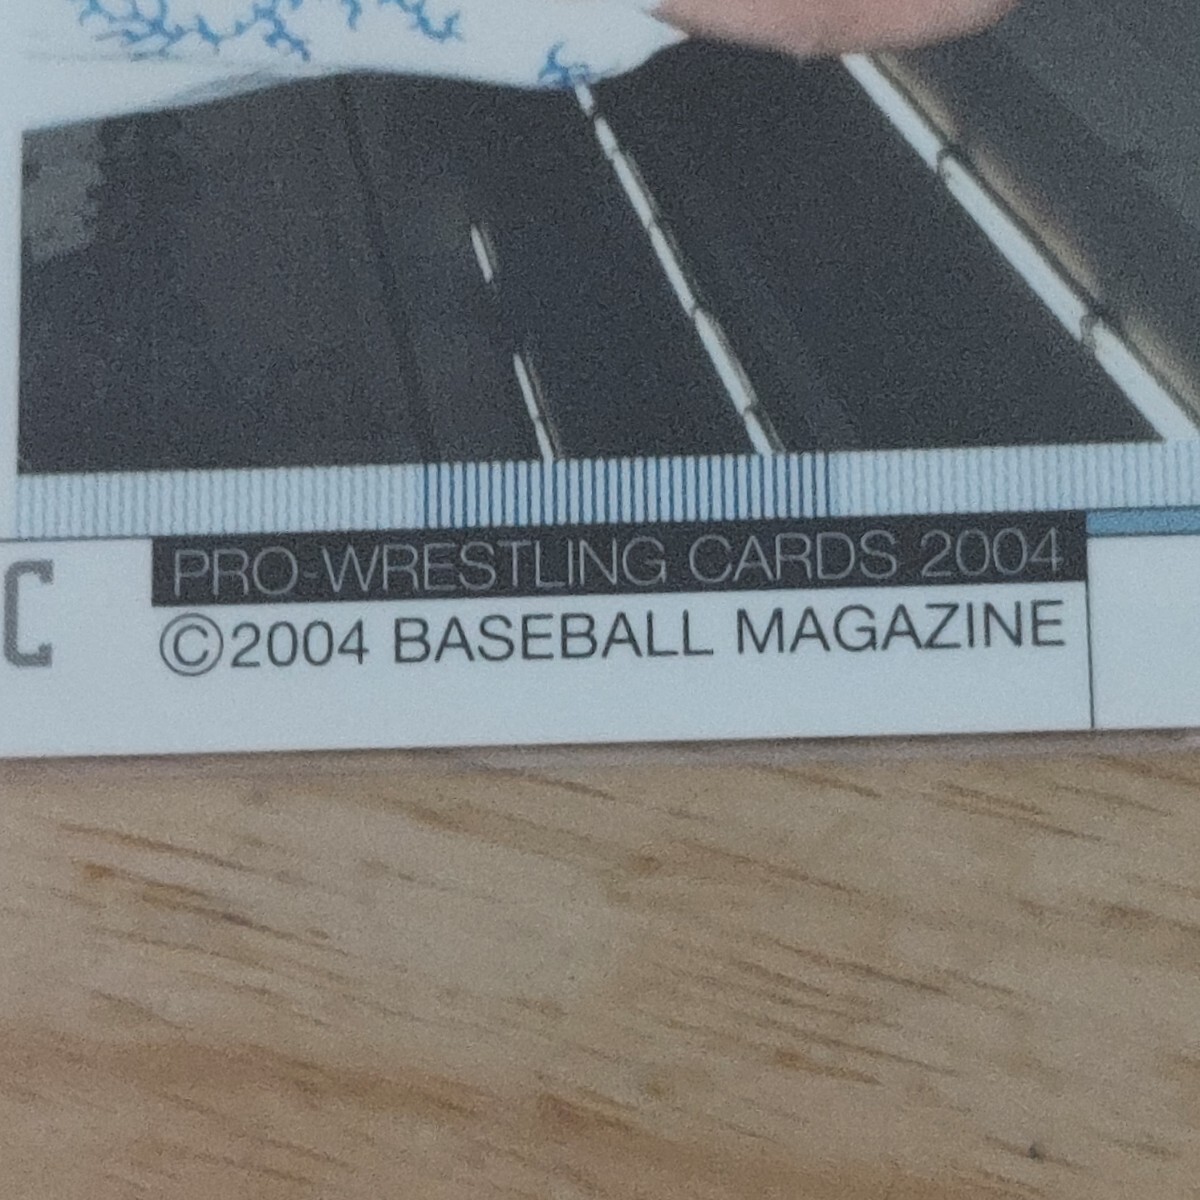 PRO-WRESTLING CARDS 2004
C
©2004 BASEBALL MAGAZINE